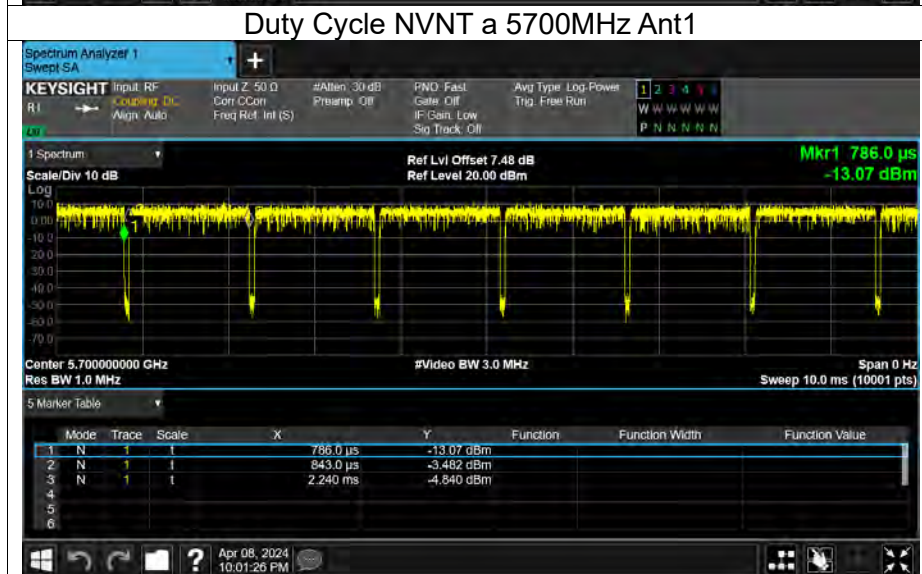 Duty Cycle NVNT a 5700MHz Ant1
Spectrum Analyzer 1
Swept SA
+
KEYSIGHT Input: RF Input Z: 50 Ω #Atten: 30 dB PNO: Fast Avg Type: Log-Power 1 2 3 4 5 6
Coupling: DC Corr CCorr Preamp: Off Gate: Off Trig: Free Run W W W W W W
Align: Auto Freq Ref: Int (S) IF Gain: Low
Sig Track: Off P N N N N N
1 Spectrum Ref Lvl Offset 7.48 dB Mkr1 786.0 µs
Scale/Div 10 dB Ref Level 20.00 dBm -13.07 dBm
Log
10.0
0.00
1
-10.0
-20.0
-30.0
-40.0
-50.0
-60.0
-70.0
Center 5.700000000 GHz #Video BW 3.0 MHz Span 0 Hz
Res BW 1.0 MHz Sweep 10.0 ms (10001 pts)
5 Marker Table
Mode Trace Scale X Y Function Function Width Function Value
1 N 1 t 786.0 µs -13.07 dBm
2 N 1 t 843.0 µs -3.482 dBm
3 N 1 t 2.240 ms -4.840 dBm
4
5
6
? Apr 08, 2024
10:01:26 PM